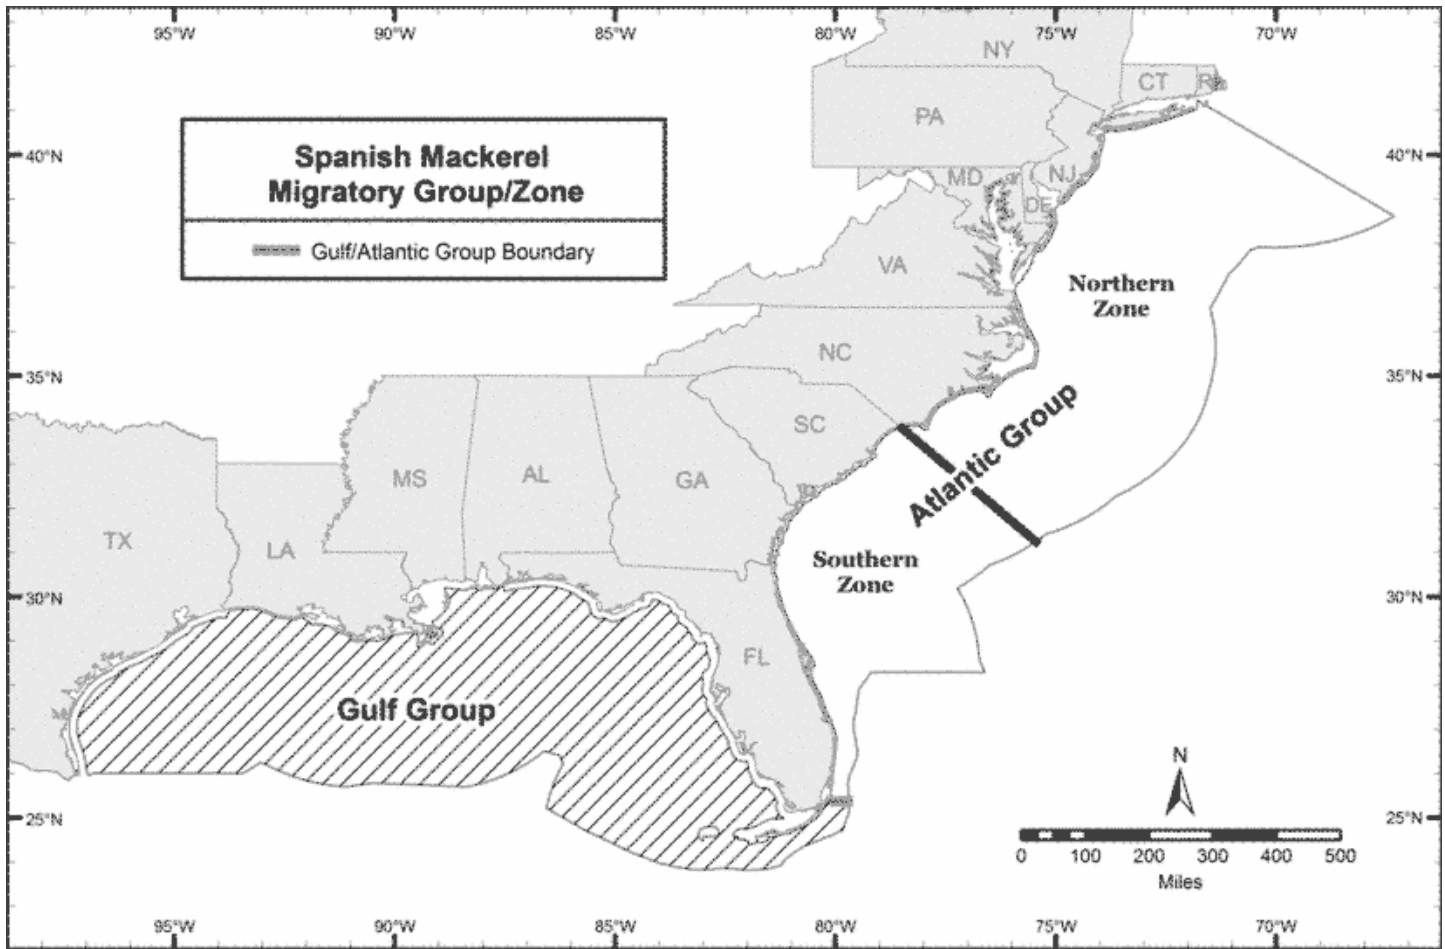 95°W 90°W 85°W 80°W 75°W 70°W
NY
CT RI
PA
Spanish Mackerel
Migratory Group/Zone
Gulf/Atlantic Group Boundary
40°N 40°N
MD NJ
DE
VA
Northern
Zone
NC
35°N 35°N
SC
Atlantic Group
MS AL GA
TX LA
Southern
Zone
30°N 30°N
FL
Gulf Group
N
25°N 25°N
0 100 200 300 400 500
Miles
95°W 90°W 85°W 80°W 75°W 70°W